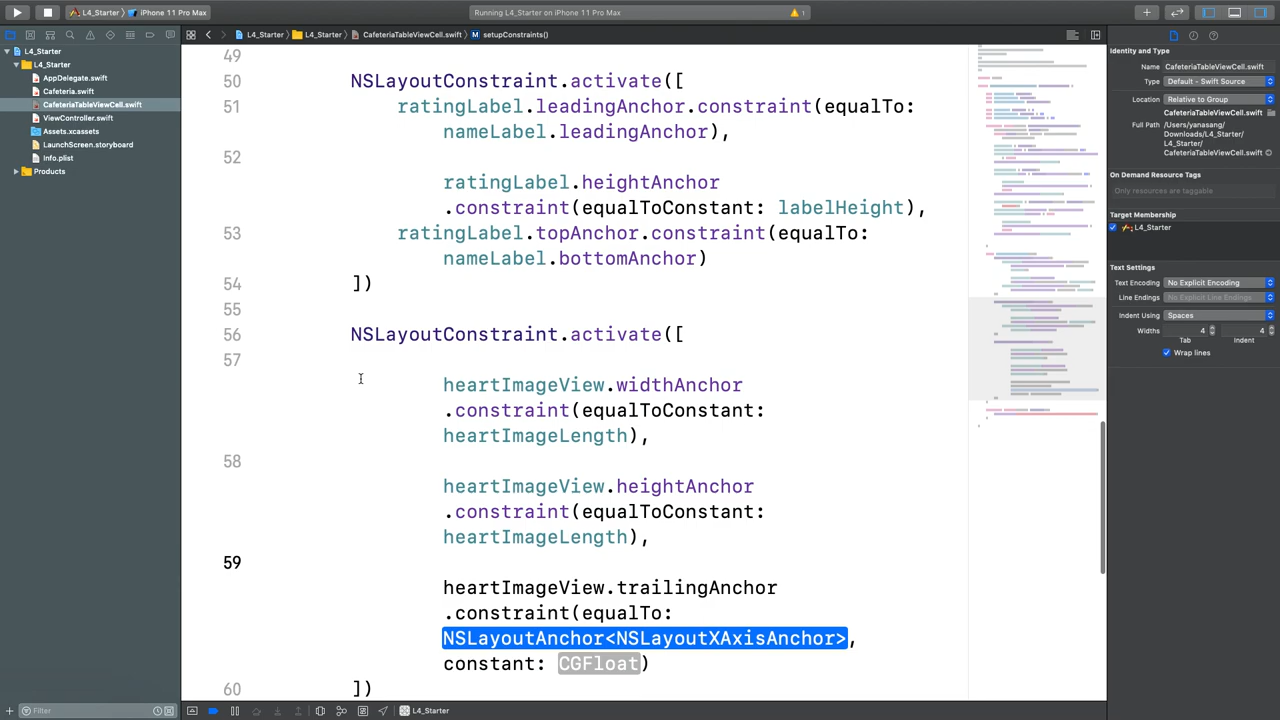 L4_Starter
iPhone 11 Pro Max
Running L4_Starter on iPhone 11 Pro Max
1
L4_Starter
L4_Starter
CafeteriaTableViewCell.swift
M
setupConstraints()
L4_Starter
L4_Starter
AppDelegate.swift
Cafeteria.swift
CafeteriaTableViewCell.swift
ViewController.swift
Assets.xcassets
LaunchScreen.storyboard
Info.plist
Products
49
50 NSLayoutConstraint.activate([
51 ratingLabel.leadingAnchor.constraint(equalTo:
nameLabel.leadingAnchor),
52
ratingLabel.heightAnchor
.constraint(equalToConstant: labelHeight),
53 ratingLabel.topAnchor.constraint(equalTo:
nameLabel.bottomAnchor)
54 ])
55
56 NSLayoutConstraint.activate([
57
heartImageView.widthAnchor
.constraint(equalToConstant:
heartImageLength),
58
heartImageView.heightAnchor
.constraint(equalToConstant:
heartImageLength),
59
heartImageView.trailingAnchor
.constraint(equalTo:
NSLayoutAnchor<NSLayoutXAxisAnchor>,
constant: CGFloat)
60 ])
Identity and Type
Name CafeteriaTableViewCell.swift
Type Default - Swift Source
Location Relative to Group
CafeteriaTableViewCell.swift
Full Path
L4_Starter/
L4_Starter/
CafeteriaTableViewCell.swift
On Demand Resource Tags
Only resources are taggable
Target Membership
L4_Starter
Text Settings
Text Encoding No Explicit Encoding
Line Endings No Explicit Line Endings
Indent Using Spaces
Widths 4 4
Tab Indent
Wrap lines
Filter
L4_Starter